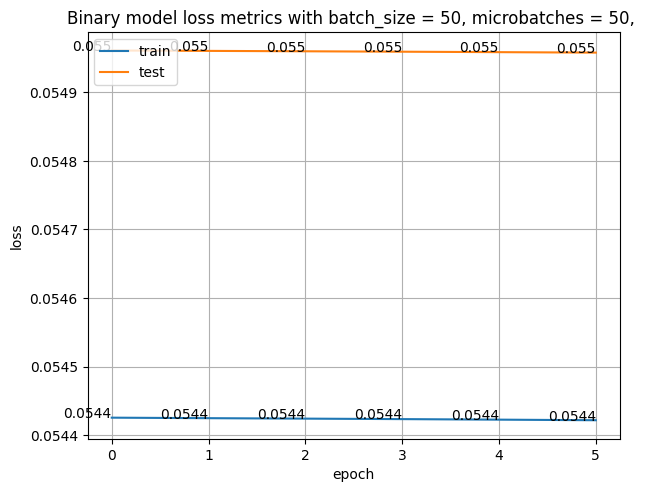 Binary model loss metrics with batch_size = 50, microbatches = 50,
0.055 0.055 0.055 0.055 0.055 0.055
train
test
0.0549
0.0548
0.0547
loss
0.0546
0.0545
0.0544 0.0544 0.0544 0.0544 0.0544 0.0544
0.0544
0 1 2 3 4 5
epoch